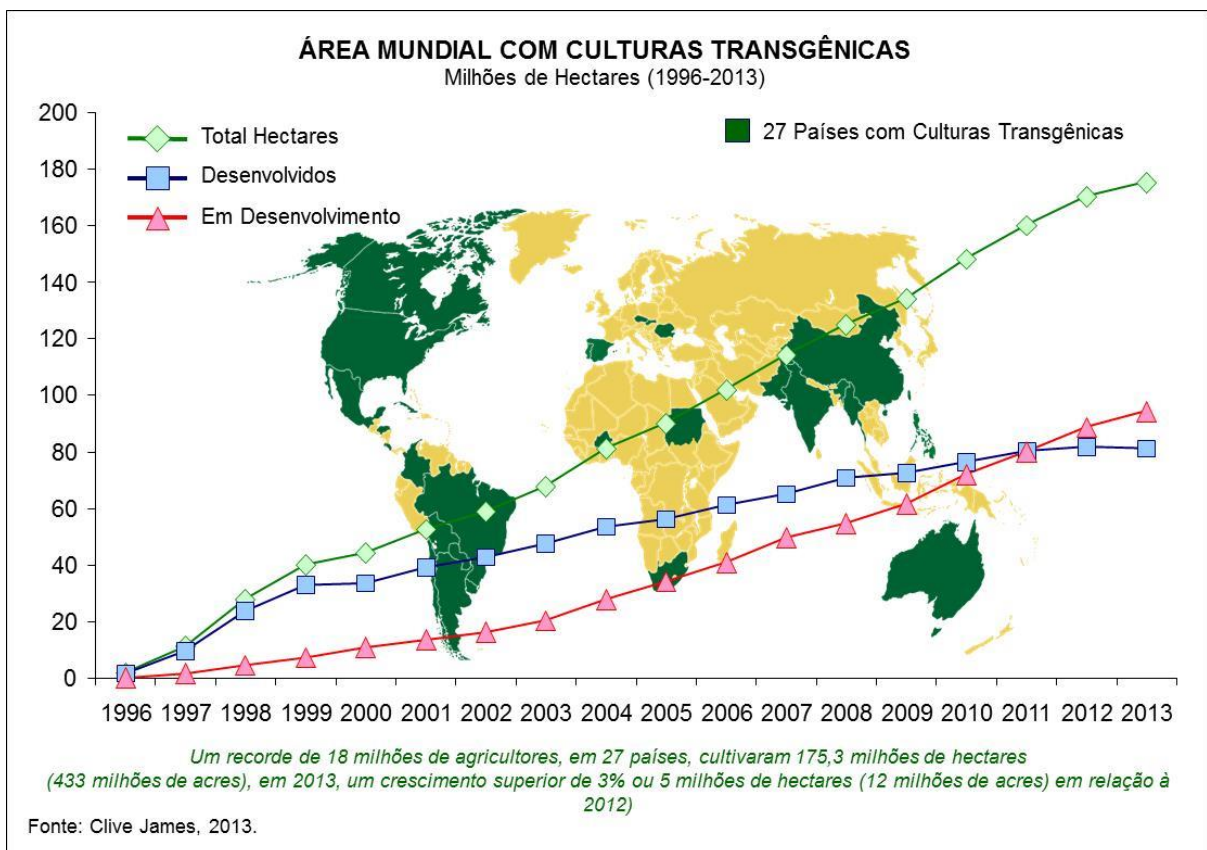 ÁREA MUNDIAL COM CULTURAS TRANSGÊNICAS
Milhões de Hectares (1996-2013)
200
180
160
140
120
100
80
60
40
20
0
Total Hectares
Desenvolvidos
Em Desenvolvimento
27 Países com Culturas Transgênicas
1996 1997 1998 1999 2000 2001 2002 2003 2004 2005 2006 2007 2008 2009 2010 2011 2012 2013
Um recorde de 18 milhões de agricultores, em 27 países, cultivaram 175,3 milhões de hectares
(433 milhões de acres), em 2013, um crescimento superior de 3% ou 5 milhões de hectares (12 milhões de acres) em relação à
2012)
Fonte: Clive James, 2013.